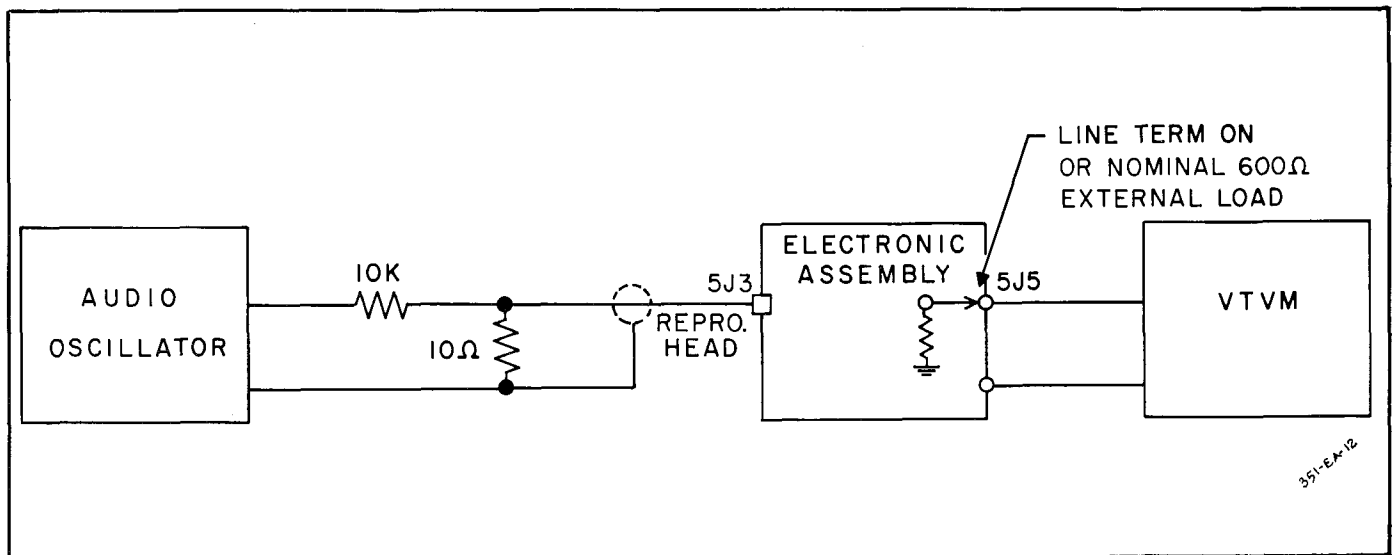 LINE TERM ON
OR NOMINAL 600Ω
EXTERNAL LOAD
AUDIO
OSCILLATOR
10K
10Ω
REPRO.
HEAD
5J3
ELECTRONIC
ASSEMBLY
5J5
VTVM
351-EA-12